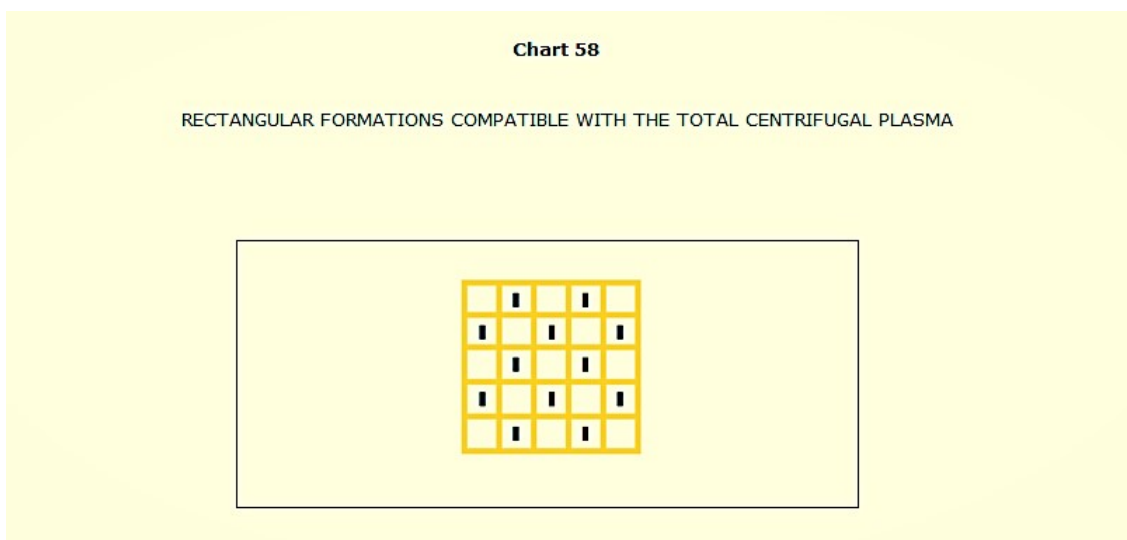 Chart 58
RECTANGULAR FORMATIONS COMPATIBLE WITH THE TOTAL CENTRIFUGAL PLASMA
I I
I I I
I I
I I I
I I